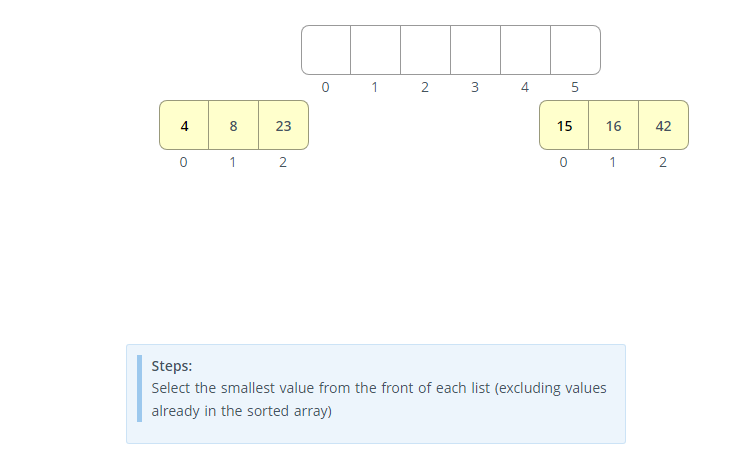 0 1 2 3 4 5
4 8 23
0 1 2
15 16 42
0 1 2
Steps:
Select the smallest value from the front of each list (excluding values
already in the sorted array)